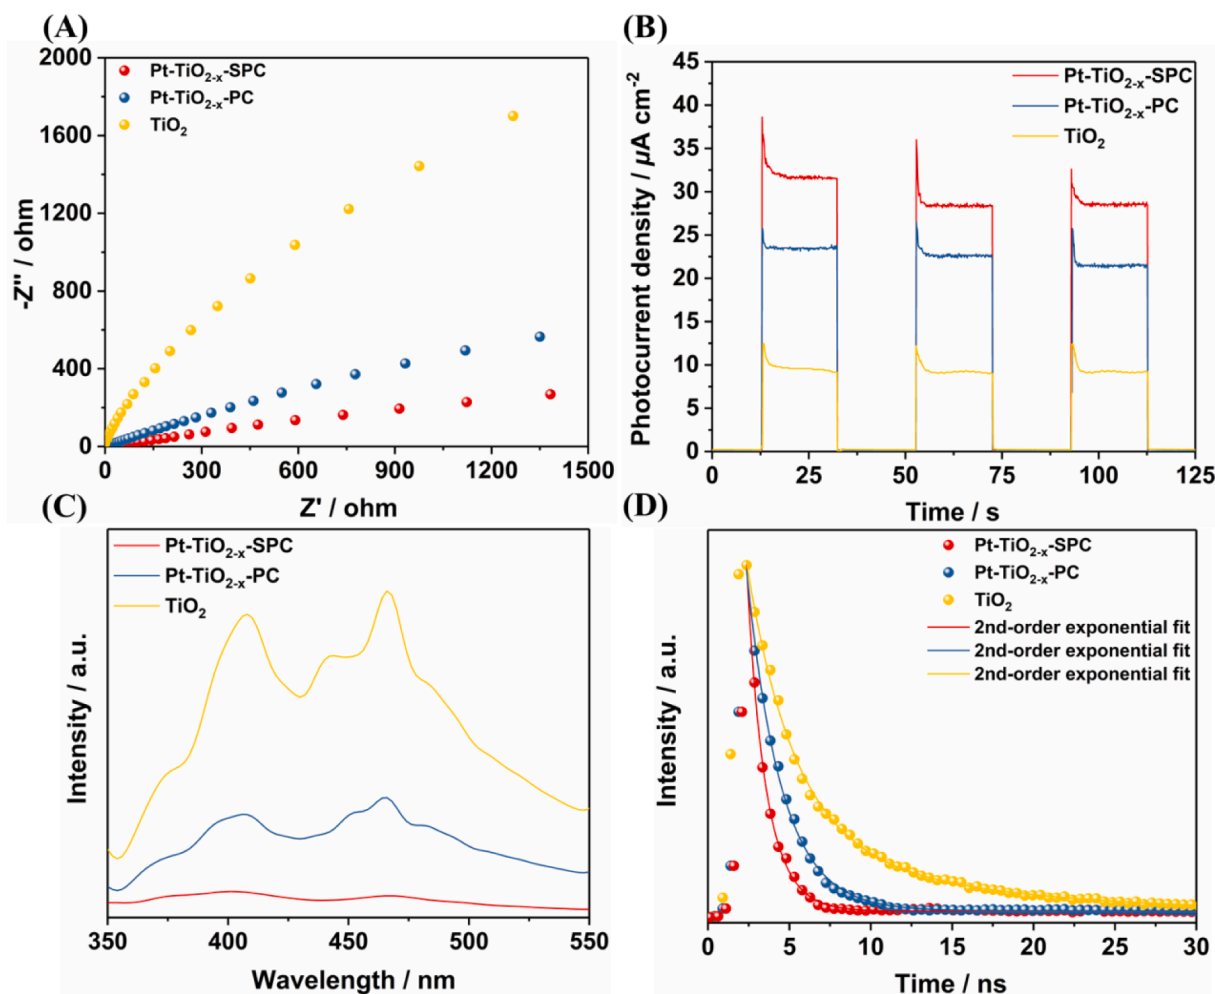 (A)
2000
1600
1200
800
400
0
-Z'' / ohm
Pt-TiO2-x-SPC
Pt-TiO2-x-PC
TiO2
0 300 600 900 1200 1500
Z' / ohm
(B)
45
40
35
30
25
20
15
10
5
0
Photocurrent density / μA cm-2
Pt-TiO2-x-SPC
Pt-TiO2-x-PC
TiO2
0 25 50 75 100 125
Time / s
(C)
Intensity / a.u.
Pt-TiO2-x-SPC
Pt-TiO2-x-PC
TiO2
350 400 450 500 550
Wavelength / nm
(D)
Intensity / a.u.
Pt-TiO2-x-SPC
Pt-TiO2-x-PC
TiO2
2nd-order exponential fit
2nd-order exponential fit
2nd-order exponential fit
0 5 10 15 20 25 30
Time / ns